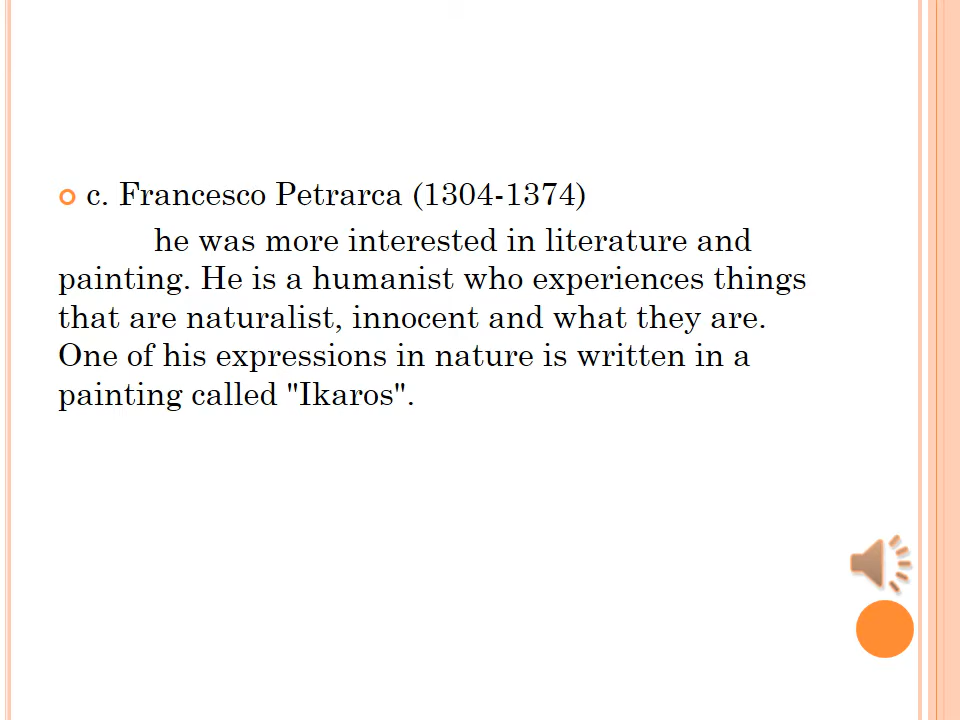 c. Francesco Petrarca (1304-1374)
he was more interested in literature and
painting. He is a humanist who experiences things
that are naturalist, innocent and what they are.
One of his expressions in nature is written in a
painting called "Ikaros".